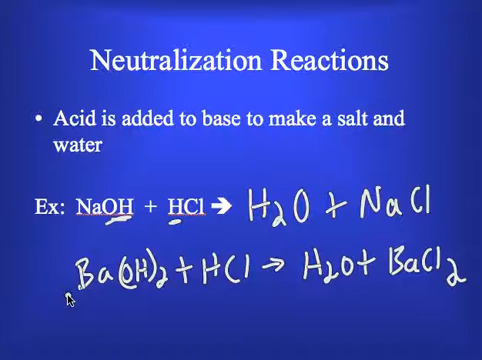 Neutralization Reactions
• Acid is added to base to make a salt and
water
Ex: NaOH + HCl ➔ H₂O + NaCl
Ba(OH)₂ + HCl → H₂O + BaCl₂